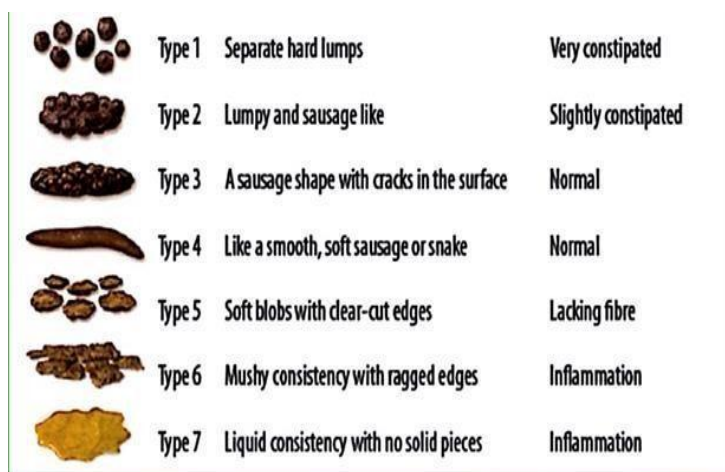 Type 1 Separate hard lumps Very constipated
Type 2 Lumpy and sausage like Slightly constipated
Type 3 A sausage shape with cracks in the surface Normal
Type 4 Like a smooth, soft sausage or snake Normal
Type 5 Soft blobs with clear-cut edges Lacking fibre
Type 6 Mushy consistency with ragged edges Inflammation
Type 7 Liquid consistency with no solid pieces Inflammation